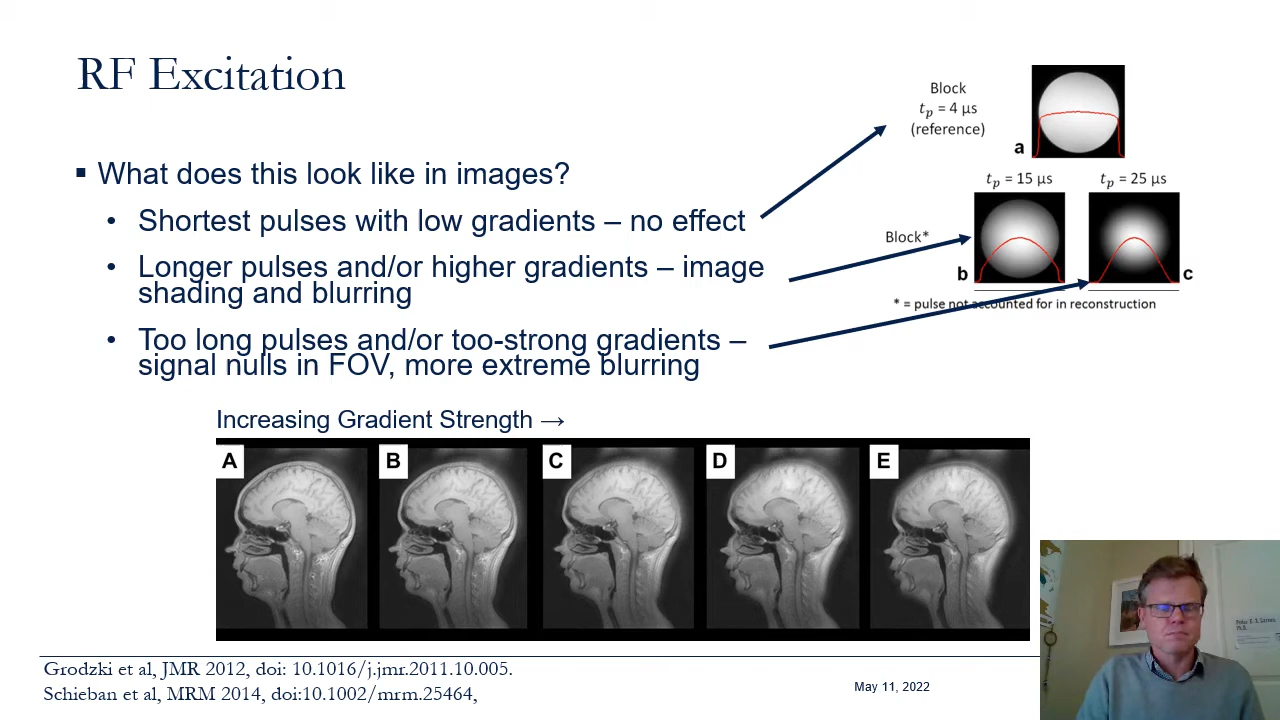 RF Excitation
▪ What does this look like in images?
• Shortest pulses with low gradients – no effect
• Longer pulses and/or higher gradients – image
shading and blurring
• Too long pulses and/or too-strong gradients –
signal nulls in FOV, more extreme blurring
Block
tₚ = 4 µs
(reference)
a
tₚ = 15 µs
tₚ = 25 µs
Block*
b
c
* = pulse not accounted for in reconstruction
Increasing Gradient Strength →
A
B
C
D
E
Grodzki et al, JMR 2012, doi: 10.1016/j.jmr.2011.10.005.
Schieban et al, MRM 2014, doi:10.1002/mrm.25464,
May 11, 2022